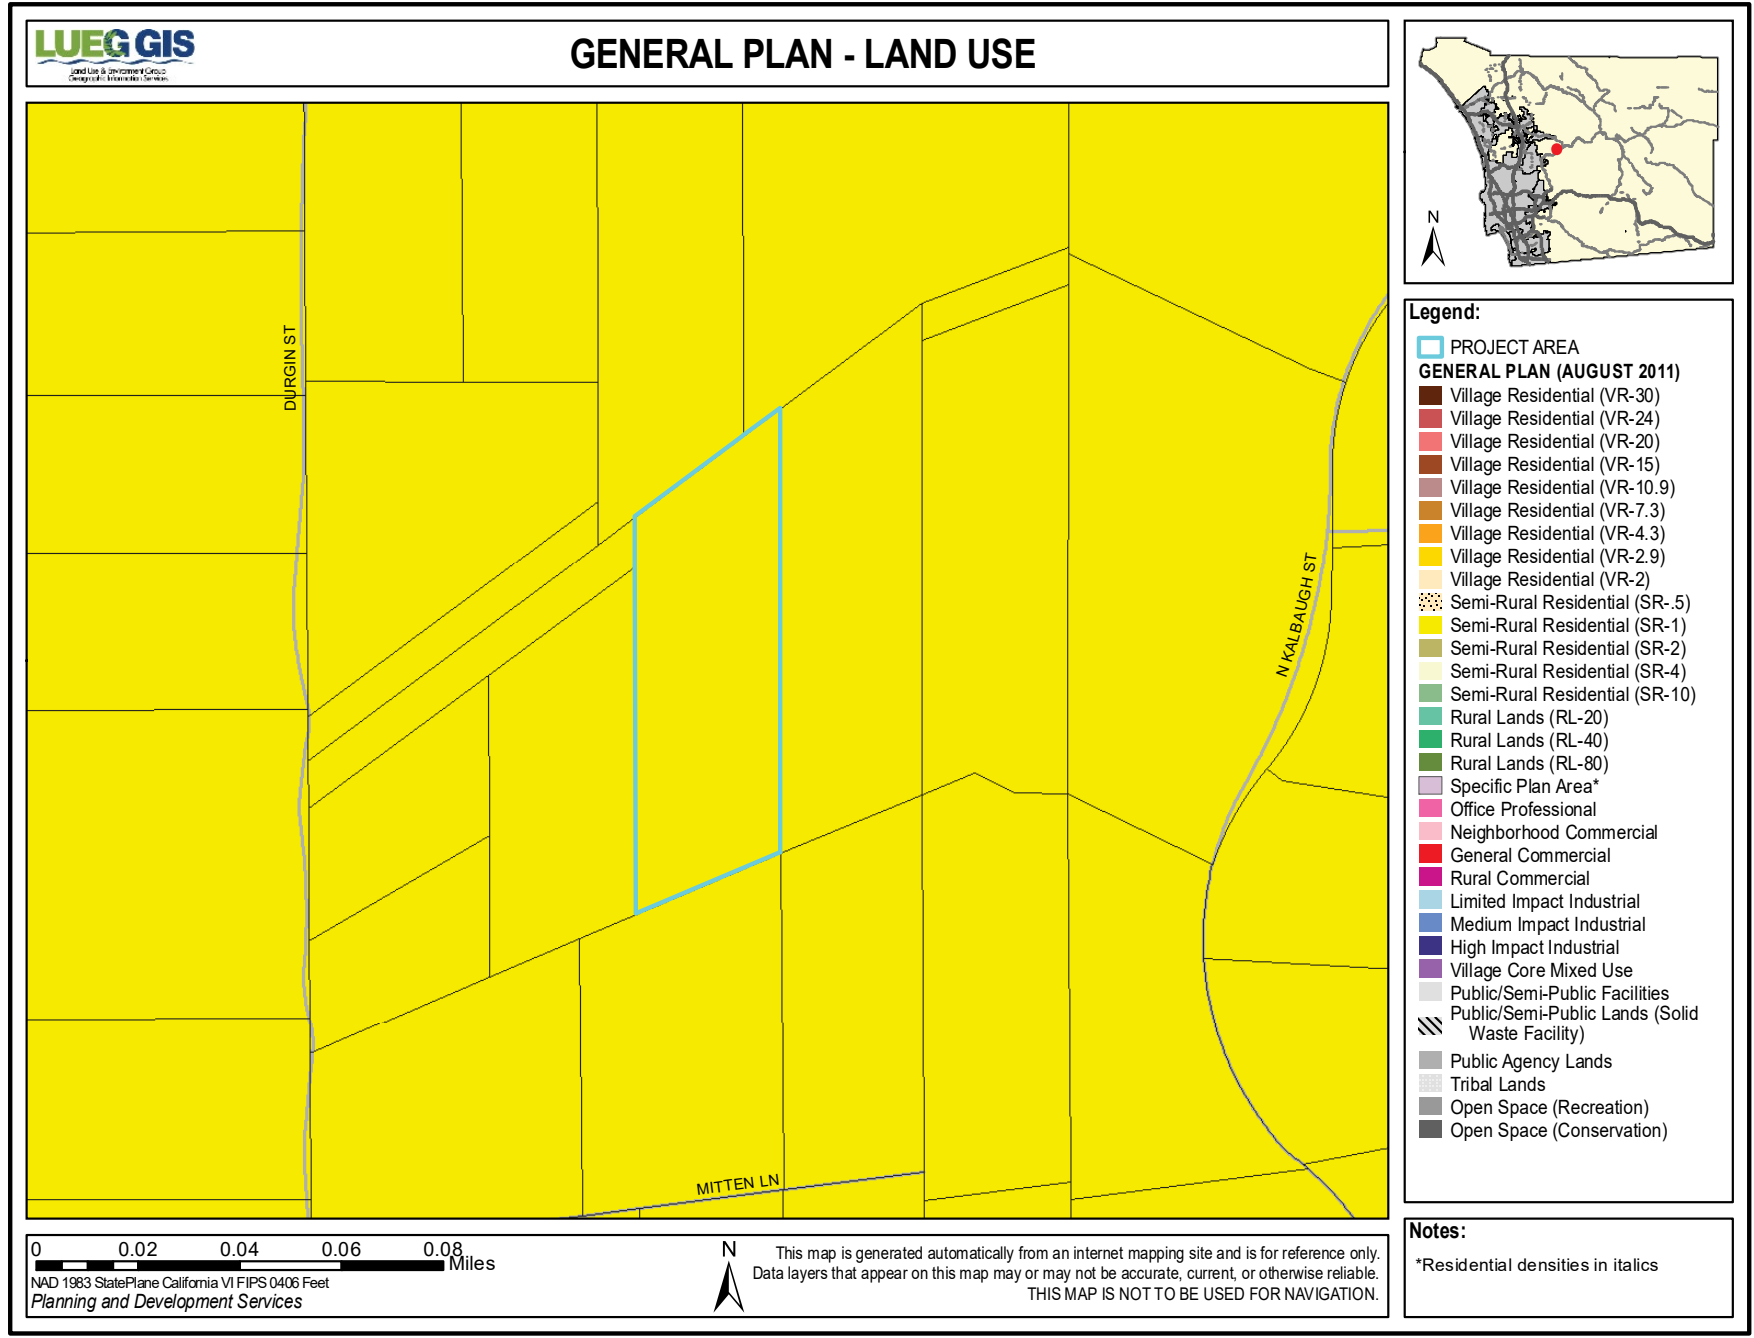 LUEG GIS
Land Use & Environment Group
Geographic Information Services
GENERAL PLAN - LAND USE
N
DURGIN ST
N KALBAUGH ST
MITTEN LN
Legend:
PROJECT AREA
GENERAL PLAN (AUGUST 2011)
Village Residential (VR-30)
Village Residential (VR-24)
Village Residential (VR-20)
Village Residential (VR-15)
Village Residential (VR-10.9)
Village Residential (VR-7.3)
Village Residential (VR-4.3)
Village Residential (VR-2.9)
Village Residential (VR-2)
Semi-Rural Residential (SR-.5)
Semi-Rural Residential (SR-1)
Semi-Rural Residential (SR-2)
Semi-Rural Residential (SR-4)
Semi-Rural Residential (SR-10)
Rural Lands (RL-20)
Rural Lands (RL-40)
Rural Lands (RL-80)
Specific Plan Area*
Office Professional
Neighborhood Commercial
General Commercial
Rural Commercial
Limited Impact Industrial
Medium Impact Industrial
High Impact Industrial
Village Core Mixed Use
Public/Semi-Public Facilities
Public/Semi-Public Lands (Solid
Waste Facility)
Public Agency Lands
Tribal Lands
Open Space (Recreation)
Open Space (Conservation)
0 0.02 0.04 0.06 0.08
Miles
NAD 1983 StatePlane California VI FIPS 0406 Feet
Planning and Development Services
N
This map is generated automatically from an internet mapping site and is for reference only.
Data layers that appear on this map may or may not be accurate, current, or otherwise reliable.
THIS MAP IS NOT TO BE USED FOR NAVIGATION.
Notes:
*Residential densities in italics